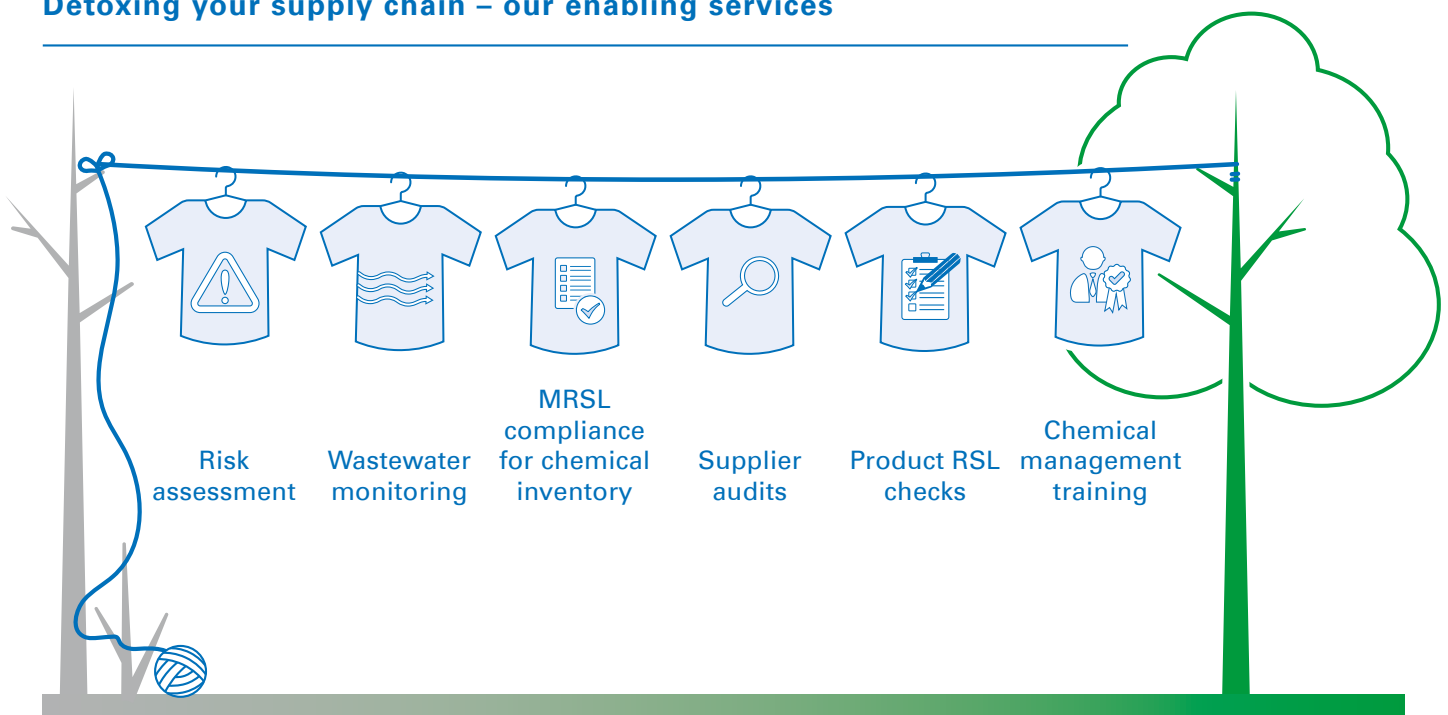 Detoxing your supply chain – our enabling services
Risk
assessment
Wastewater
monitoring
MRSL
compliance
for chemical
inventory
Supplier
audits
Product RSL
checks
Chemical
management
training